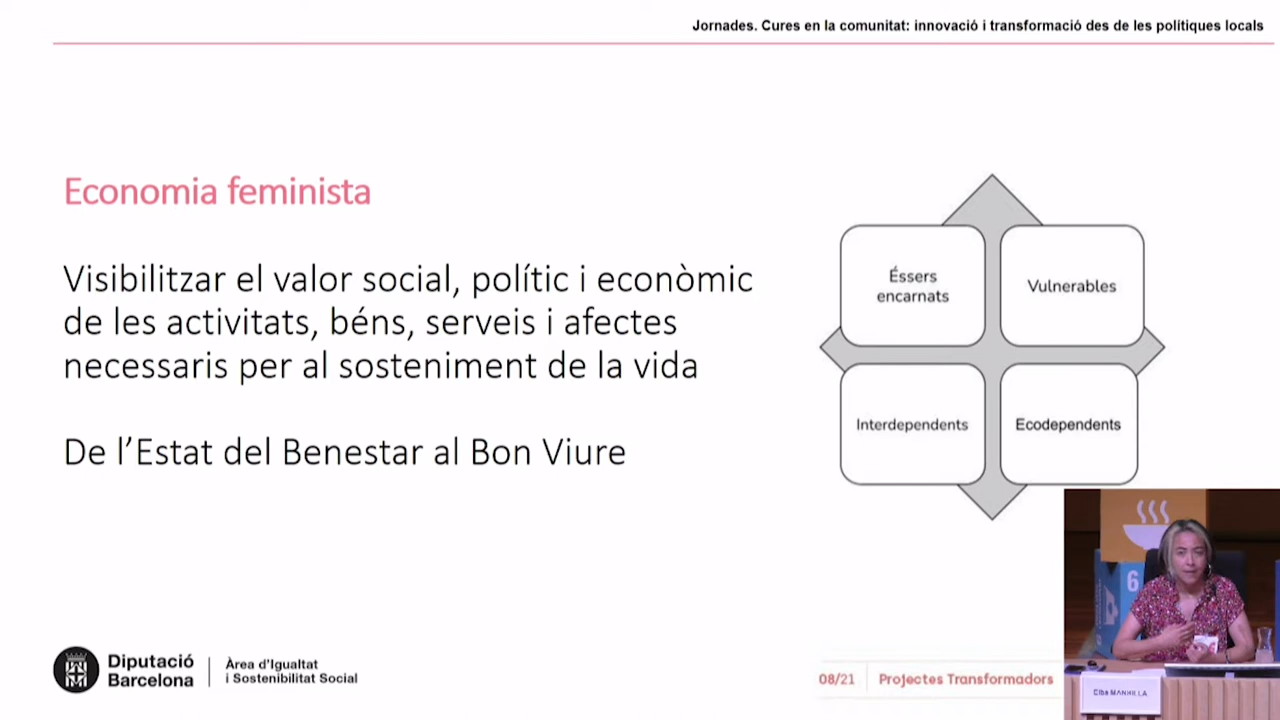 Jornades. Cures en la comunitat: innovació i transformació des de les polítiques locals
Economia feminista
Visibilitzar el valor social, polític i econòmic
de les activitats, béns, serveis i afectes
necessaris per al sosteniment de la vida
De l’Estat del Benestar al Bon Viure
Éssers
encarnats
Vulnerables
Interdependents
Ecodependents
6
Diputació
Barcelona
Àrea d’Igualtat
i Sostenibilitat Social
08/21
Projectes Transformadors